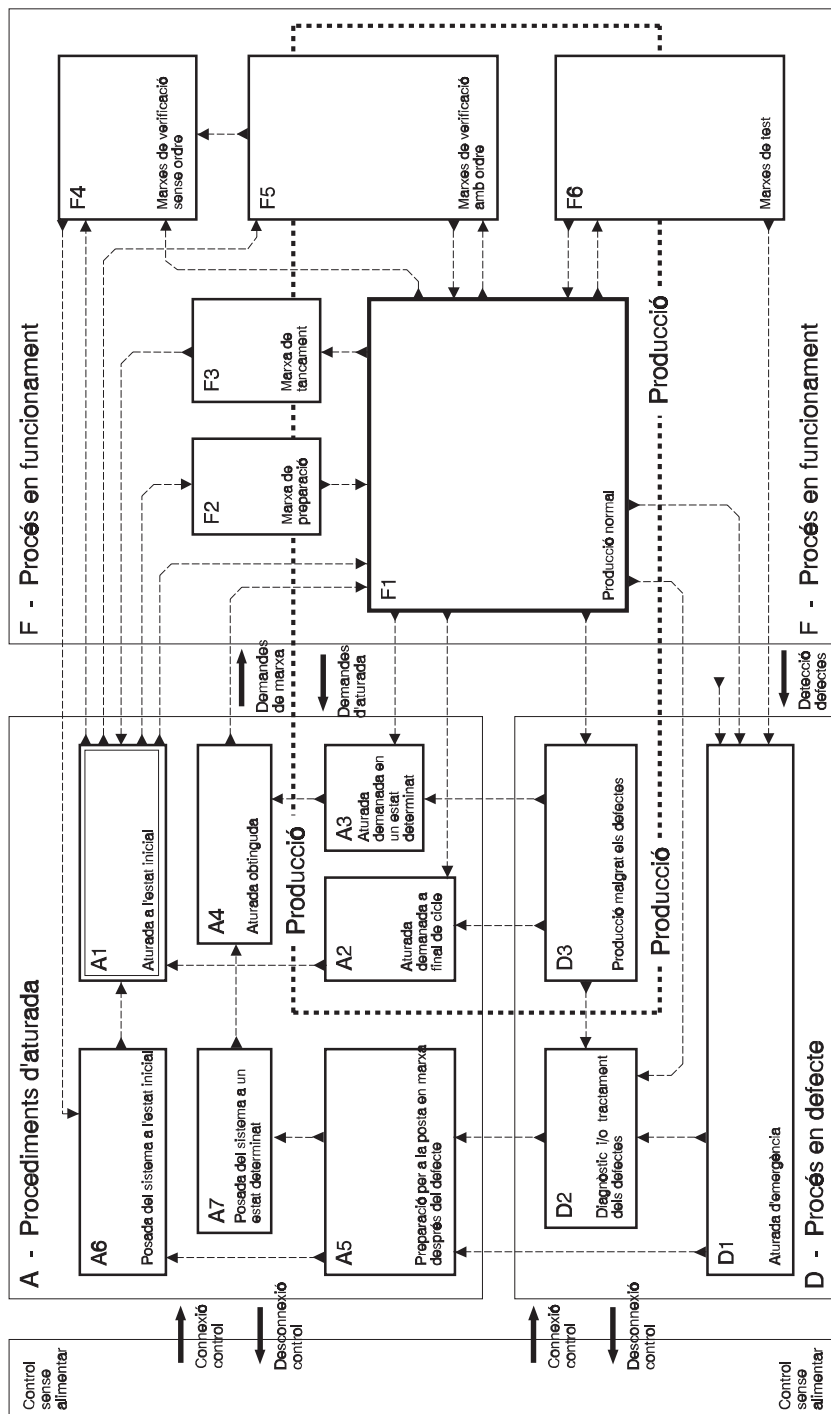 Control
sense
alimentar
Control
sense
alimentar
Connexió
control
Desconnexió
control
Connexió
control
Desconnexió
control
A - Procediments d'aturada
A6
Posada del sistema a l'estat inicial
A1
Aturada a l'estat inicial
A7
Posada del sistema a un
estat determinat
A4
Aturada obtinguda
A5
Preparació per a la posta en marxa
després del defecte
A2
Aturada
demanada a
final de cicle
A3
Aturada
demanada en
un estat
determinat
Producció
D2
Diagnòstic i/o tractament
dels defectes
D3
Producció malgrat els defectes
Producció
D1
Aturada d'emergència
D - Procés en defecte
Demandes
de marxa
Demandes
d'aturada
Detecció
defectes
F - Procés en funcionament
F2
Marxa de
preparació
F3
Marxa de
tancament
F4
Marxes de verificació
sense ordre
F1
Producció normal
F5
Marxes de verificació
amb ordre
Producció
F6
Marxes de test
F - Procés en funcionament